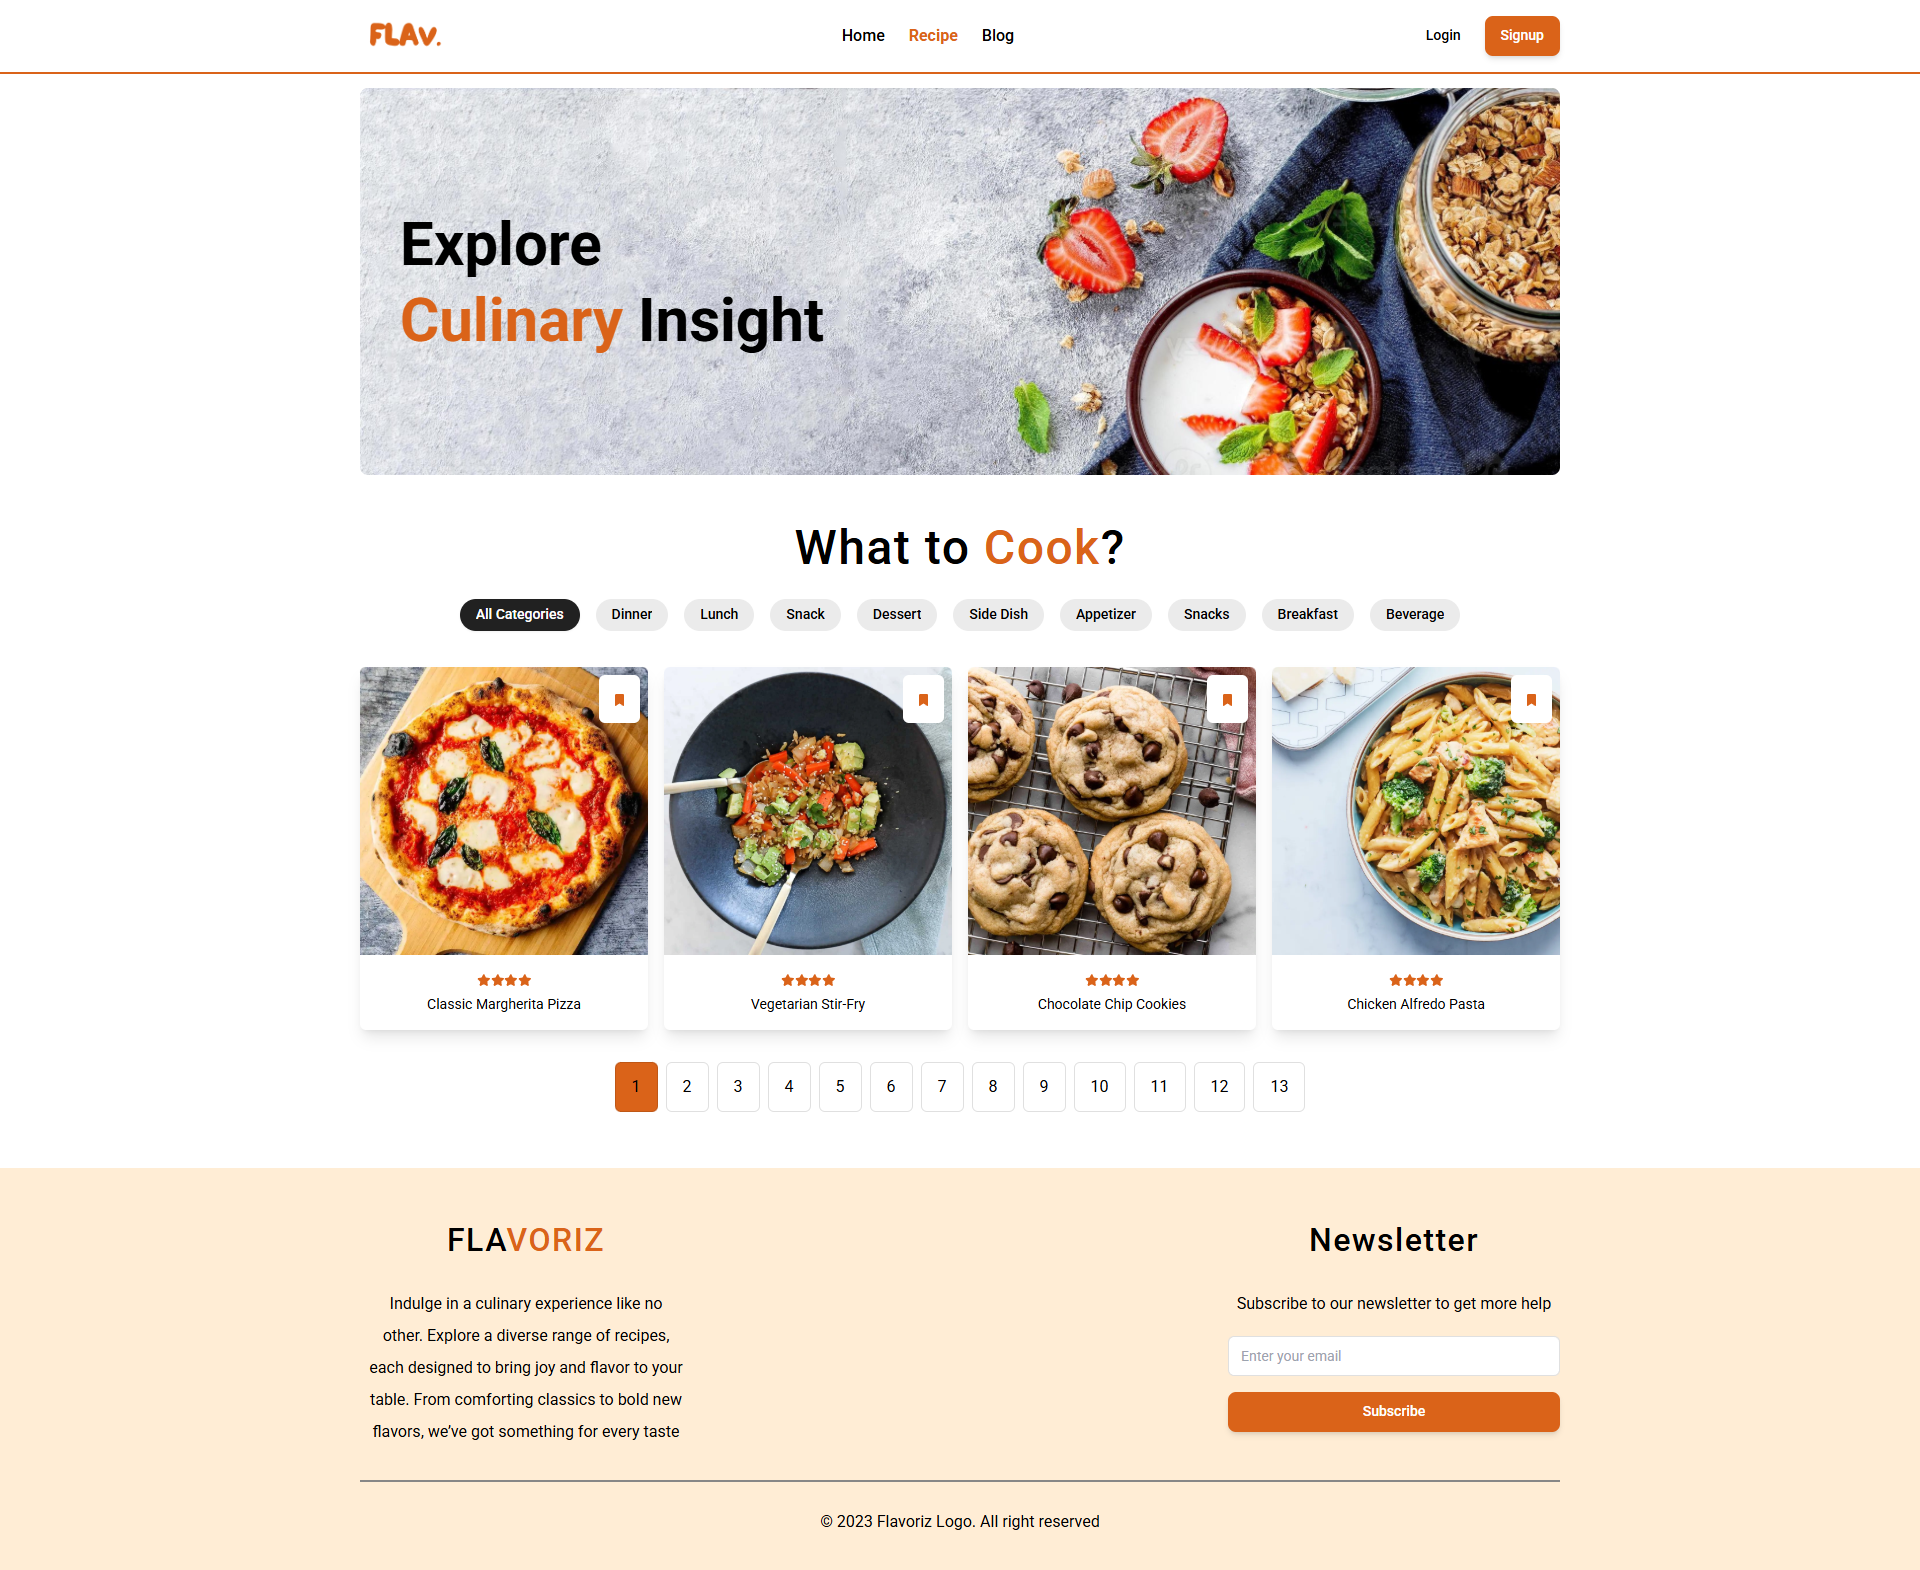 FLAv.
Home Recipe Blog
Login Signup
Explore
Culinary Insight
What to Cook?
All Categories Dinner Lunch Snack Dessert Side Dish Appetizer Snacks Breakfast Beverage
Classic Margherita Pizza
Vegetarian Stir-Fry
Chocolate Chip Cookies
Chicken Alfredo Pasta
1 2 3 4 5 6 7 8 9 10 11 12 13
FLAVORIZ
Indulge in a culinary experience like no
other. Explore a diverse range of recipes,
each designed to bring joy and flavor to your
table. From comforting classics to bold new
flavors, we’ve got something for every taste
Newsletter
Subscribe to our newsletter to get more help
Enter your email
Subscribe
© 2023 Flavoriz Logo. All right reserved